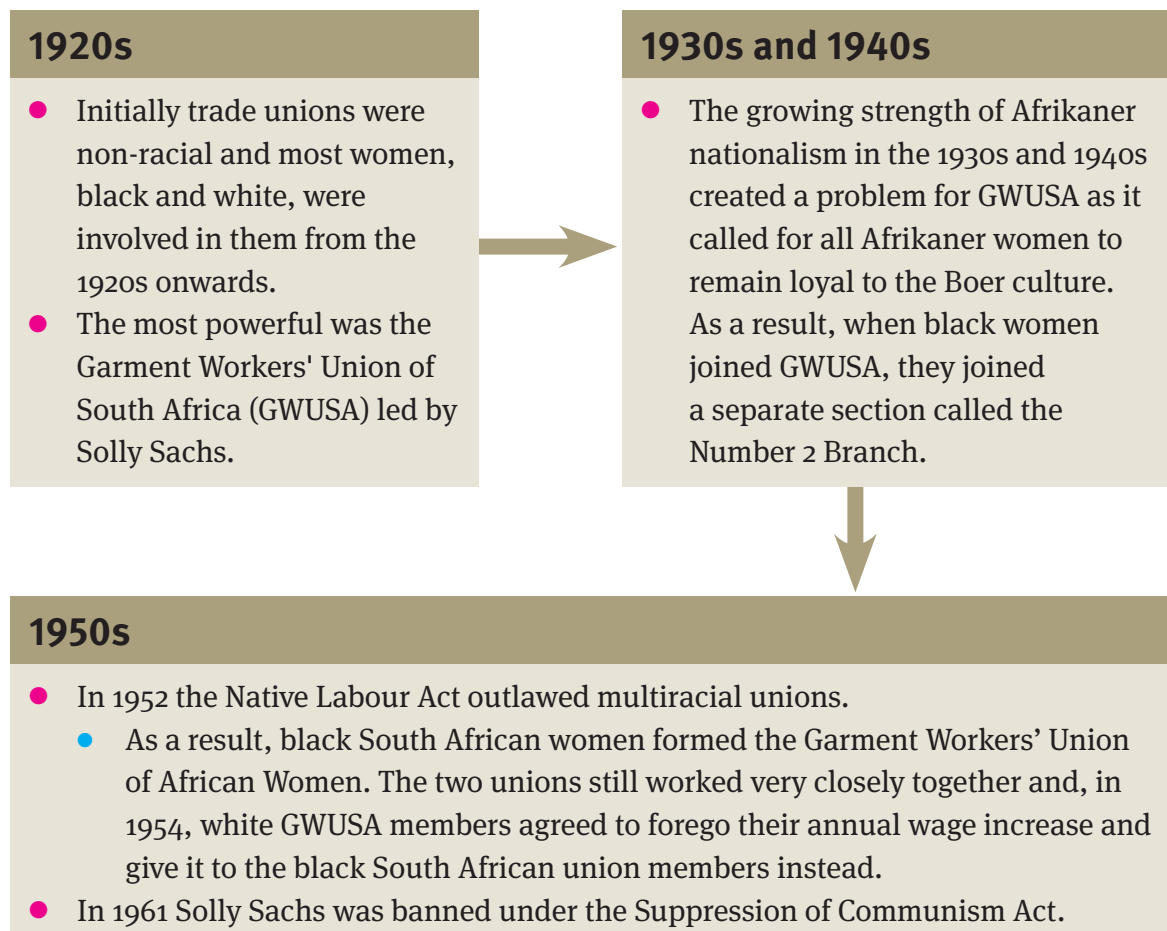 1920s
● Initially trade unions were
non-racial and most women,
black and white, were
involved in them from the
1920s onwards.
● The most powerful was the
Garment Workers' Union of
South Africa (GWUSA) led by
Solly Sachs.
1930s and 1940s
● The growing strength of Afrikaner
nationalism in the 1930s and 1940s
created a problem for GWUSA as it
called for all Afrikaner women to
remain loyal to the Boer culture.
As a result, when black women
joined GWUSA, they joined
a separate section called the
Number 2 Branch.
1950s
● In 1952 the Native Labour Act outlawed multiracial unions.
● As a result, black South African women formed the Garment Workers’ Union
of African Women. The two unions still worked very closely together and, in
1954, white GWUSA members agreed to forego their annual wage increase and
give it to the black South African union members instead.
● In 1961 Solly Sachs was banned under the Suppression of Communism Act.